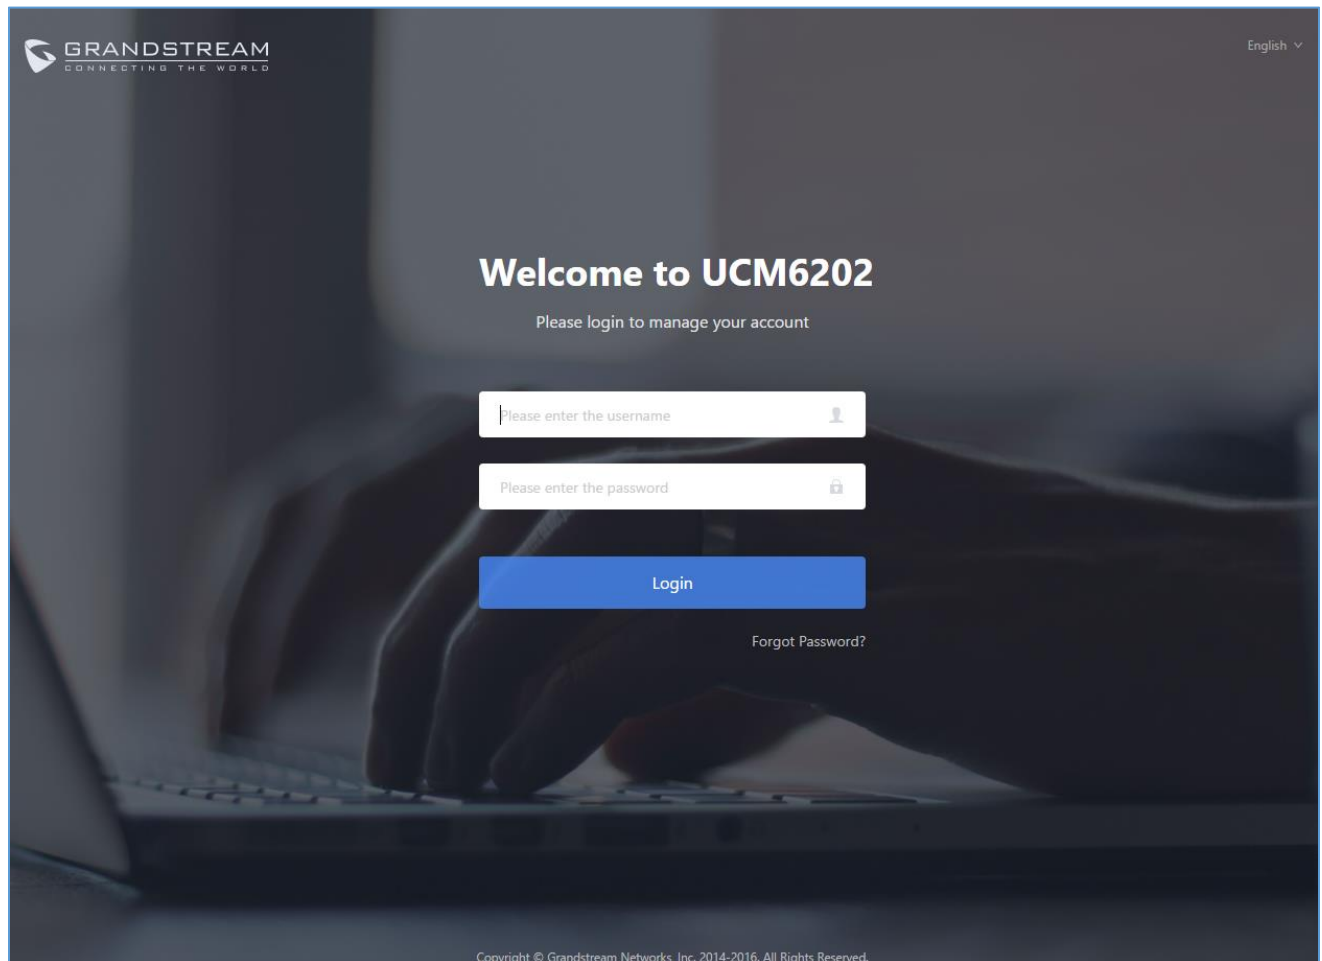 GRANDSTREAM
CONNECTING THE WORLD
English
Welcome to UCM6202
Please login to manage your account
Please enter the username
Please enter the password
Login
Forgot Password?
Copyright © Grandstream Networks, Inc. 2014-2016. All Rights Reserved.